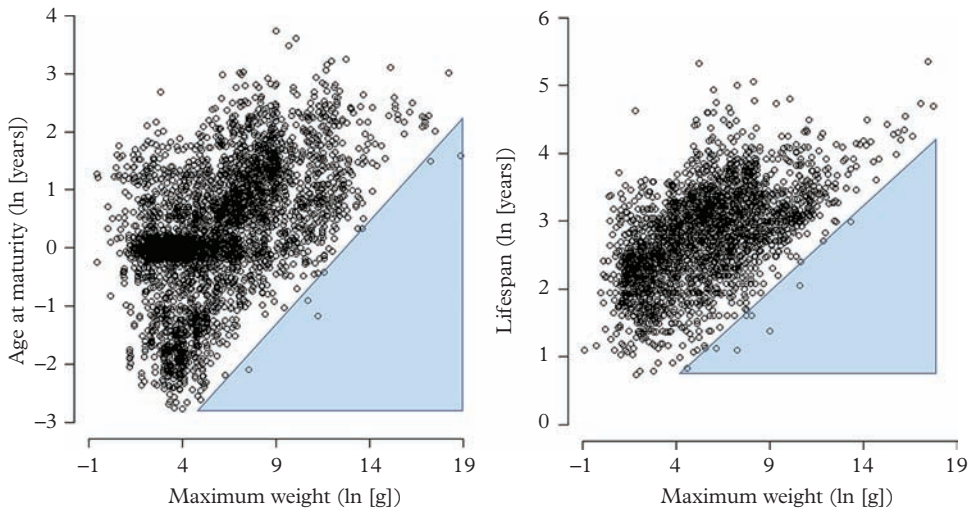 4
3
2
1
0
−1
−2
−3
Age at maturity (ln [years])
−1 4 9 14 19
Maximum weight (ln [g])
6
5
4
3
2
1
0
Lifespan (ln [years])
−1 4 9 14 19
Maximum weight (ln [g])